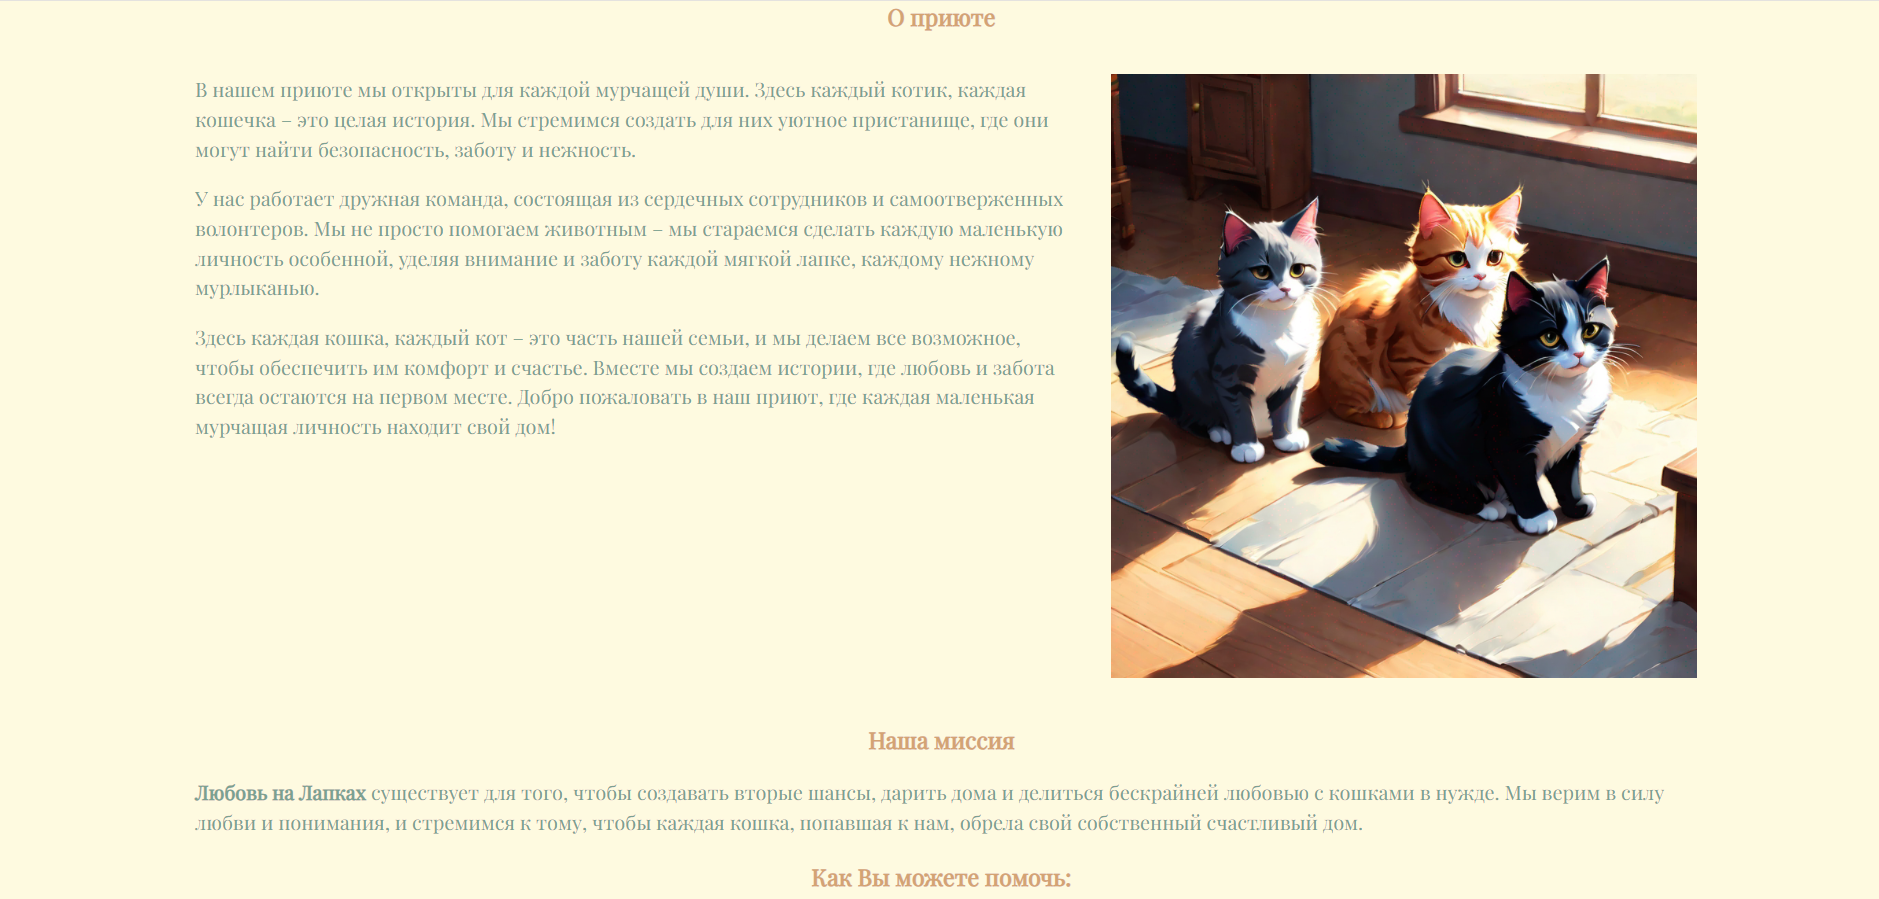 О приюте
В нашем приюте мы открыты для каждой мурчащей души. Здесь каждый котик, каждая
кошечка – это целая история. Мы стремимся создать для них уютное пристанище, где они
могут найти безопасность, заботу и нежность.
У нас работает дружная команда, состоящая из сердечных сотрудников и самоотверженных
волонтеров. Мы не просто помогаем животным – мы стараемся сделать каждую маленькую
личность особенной, уделяя внимание и заботу каждой мягкой лапке, каждому нежному
мурлыканью.
Здесь каждая кошка, каждый кот – это часть нашей семьи, и мы делаем все возможное,
чтобы обеспечить им комфорт и счастье. Вместе мы создаем истории, где любовь и забота
всегда остаются на первом месте. Добро пожаловать в наш приют, где каждая маленькая
мурчащая личность находит свой дом!
Наша миссия
Любовь на Лапках существует для того, чтобы создавать вторые шансы, дарить дома и делиться бескрайней любовью с кошками в нужде. Мы верим в силу
любви и понимания, и стремимся к тому, чтобы каждая кошка, попавшая к нам, обрела свой собственный счастливый дом.
Как Вы можете помочь: